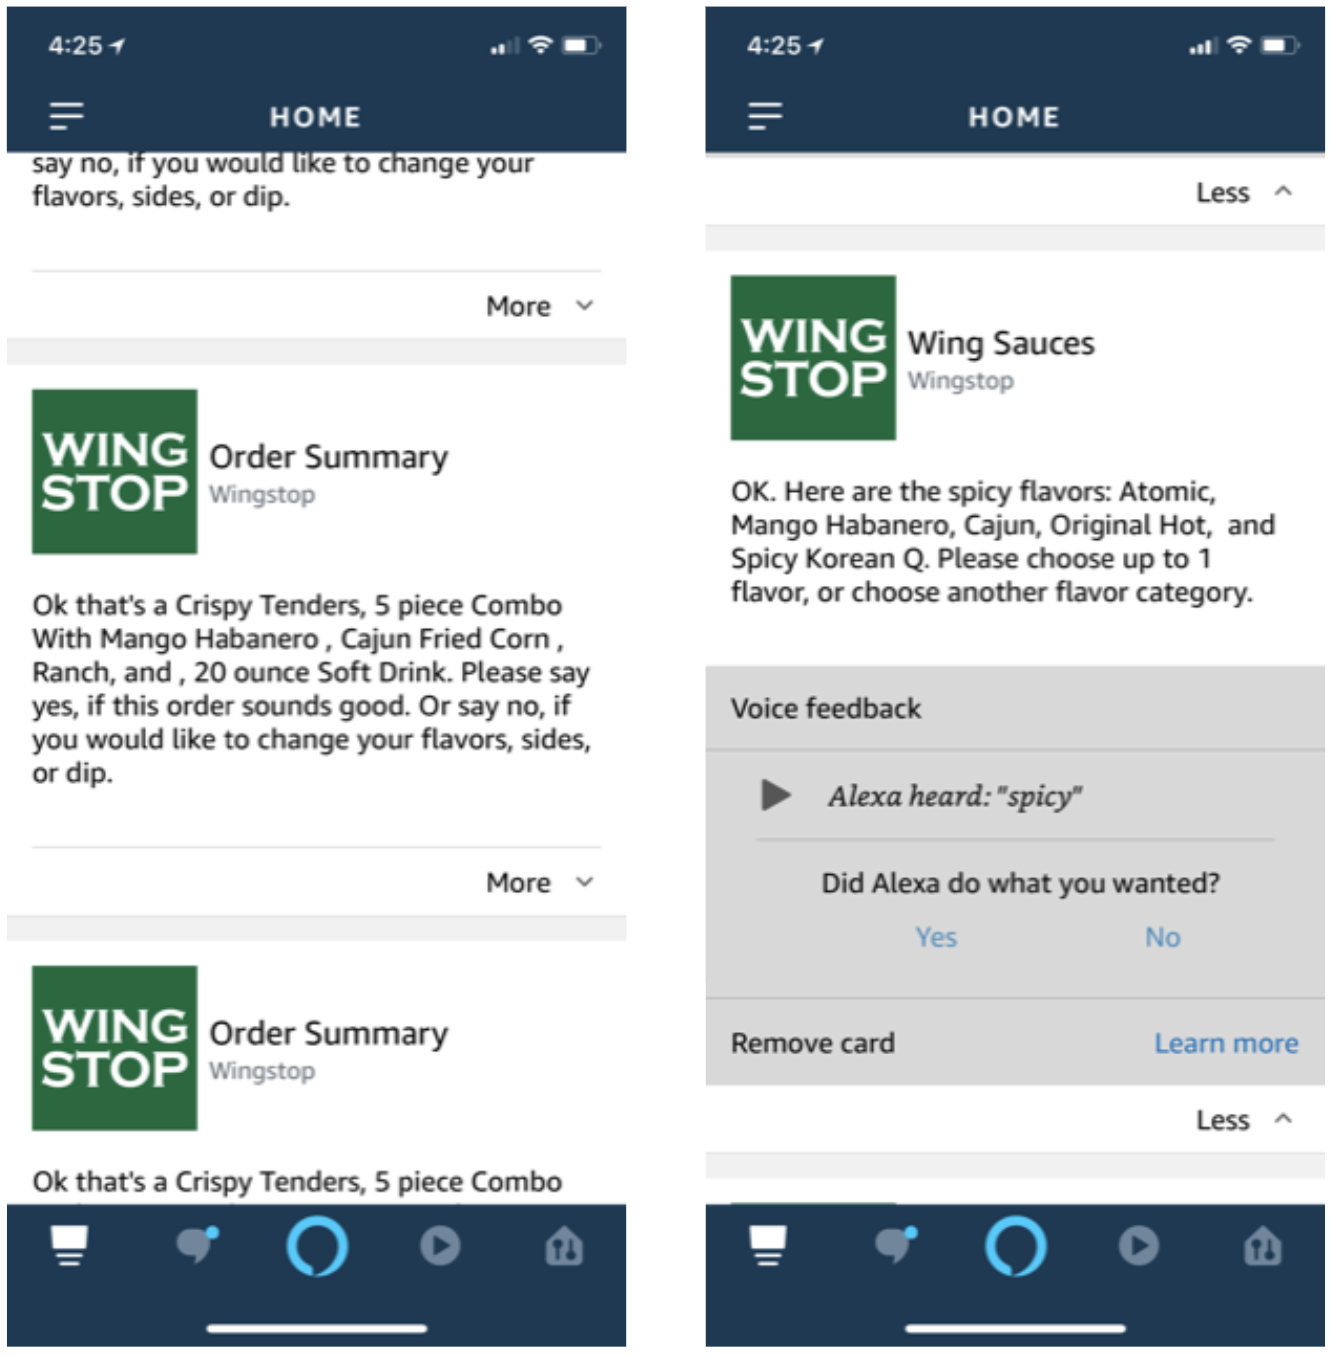 4:25
HOME
say no, if you would like to change your
flavors, sides, or dip.
More
WING
STOP
Order Summary
Wingstop
Ok that's a Crispy Tenders, 5 piece Combo
With Mango Habanero , Cajun Fried Corn ,
Ranch, and , 20 ounce Soft Drink. Please say
yes, if this order sounds good. Or say no, if
you would like to change your flavors, sides,
or dip.
More
WING
STOP
Order Summary
Wingstop
Ok that's a Crispy Tenders, 5 piece Combo
4:25
HOME
Less
WING
STOP
Wing Sauces
Wingstop
OK. Here are the spicy flavors: Atomic,
Mango Habanero, Cajun, Original Hot,  and
Spicy Korean Q. Please choose up to 1
flavor, or choose another flavor category.
Voice feedback
Alexa heard: "spicy"
Did Alexa do what you wanted?
Yes No
Remove card Learn more
Less